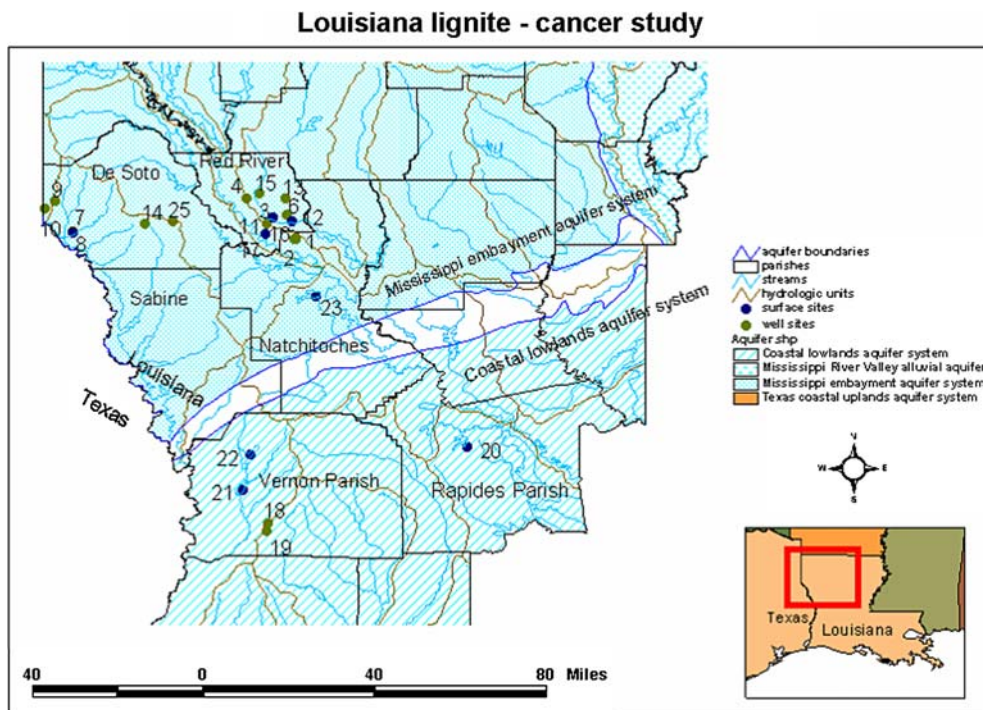 Louisiana lignite - cancer study
Red River
De Soto
4
15
13
9
3
6
7
14
25
11
12
10
8
1
17
2
Mississippi embayment aquifer system
Sabine
23
Natchitoches
Coastal lowlands aquifer system
Louisiana
Texas
22
20
Vernon Parish
Rapides Parish
21
18
19
aquifer boundaries
parishes
streams
hydrologic units
surface sites
well sites
Aquifer.shp
Coastal lowlands aquifer system
Mississippi River Valley alluvial aquifer
Mississippi embayment aquifer system
Texas coastal uplands aquifer system
N
W
E
S
Texas
Louisiana
40 0 40 80 Miles